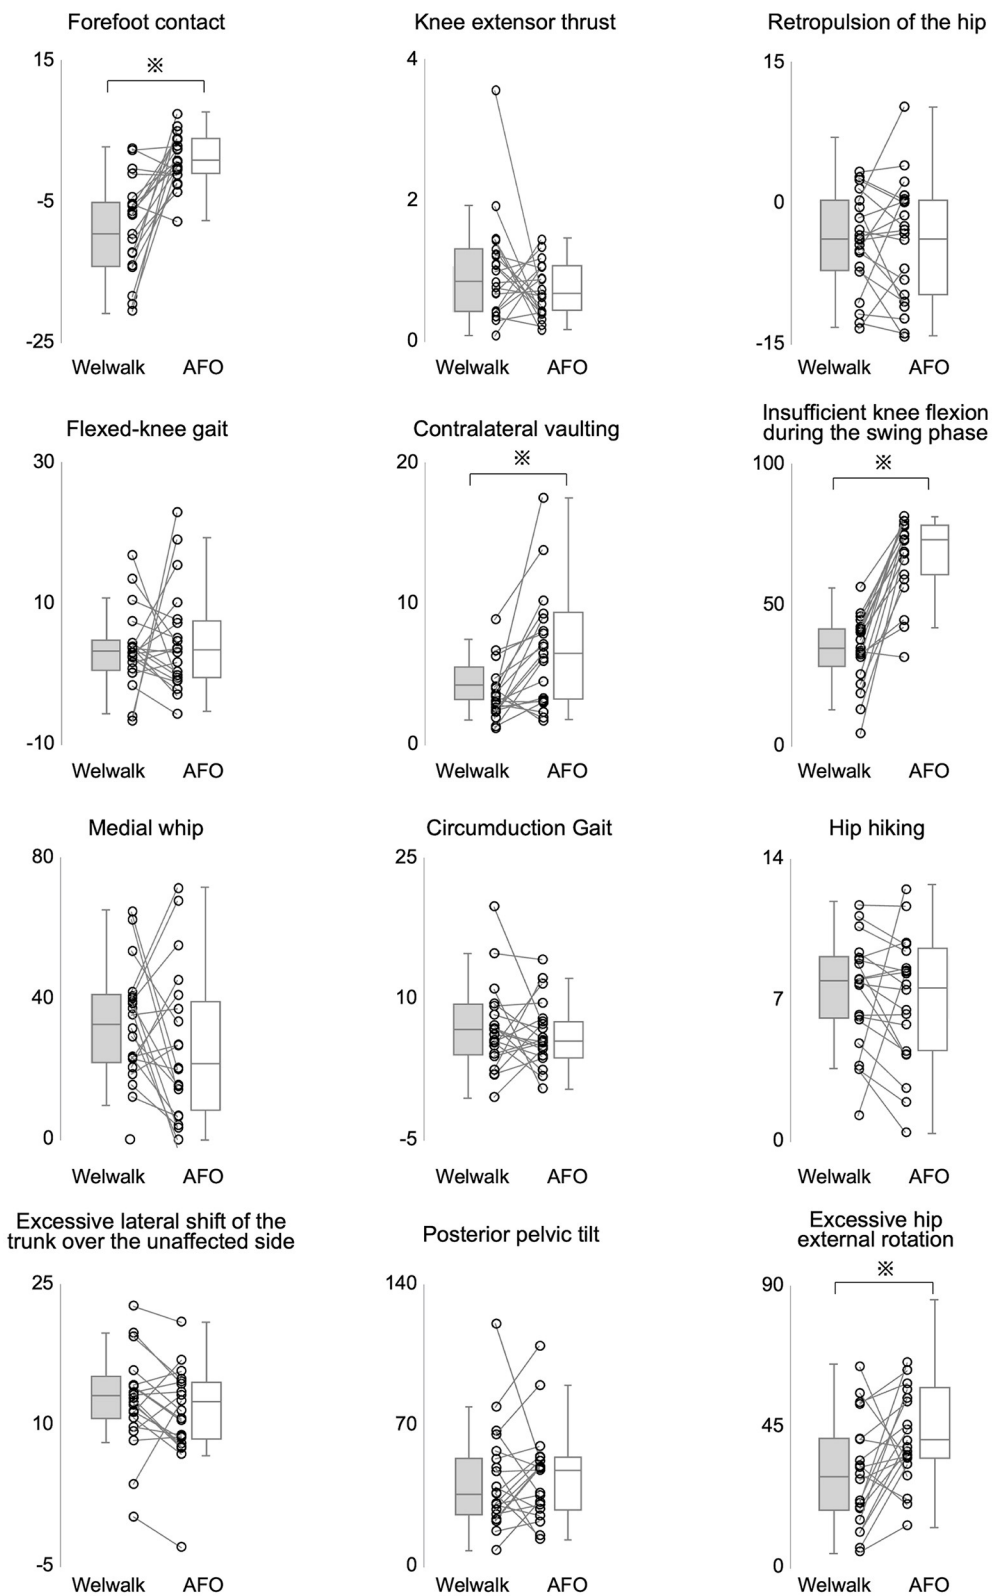 Forefoot contact
Knee extensor thrust
Retropulsion of the hip
15
※
-5
-25
Welwalk AFO
4
2
0
Welwalk AFO
15
0
-15
Welwalk AFO
Flexed-knee gait
Contralateral vaulting
Insufficient knee flexion
during the swing phase
30
10
-10
Welwalk AFO
20
※
10
0
Welwalk AFO
100
※
50
0
Welwalk AFO
Medial whip
Circumduction Gait
Hip hiking
80
40
0
Welwalk AFO
25
10
-5
Welwalk AFO
14
7
0
Welwalk AFO
Excessive lateral shift of the
trunk over the unaffected side
Posterior pelvic tilt
Excessive hip
external rotation
25
10
-5
Welwalk AFO
140
70
0
Welwalk AFO
※
90
45
0
Welwalk AFO